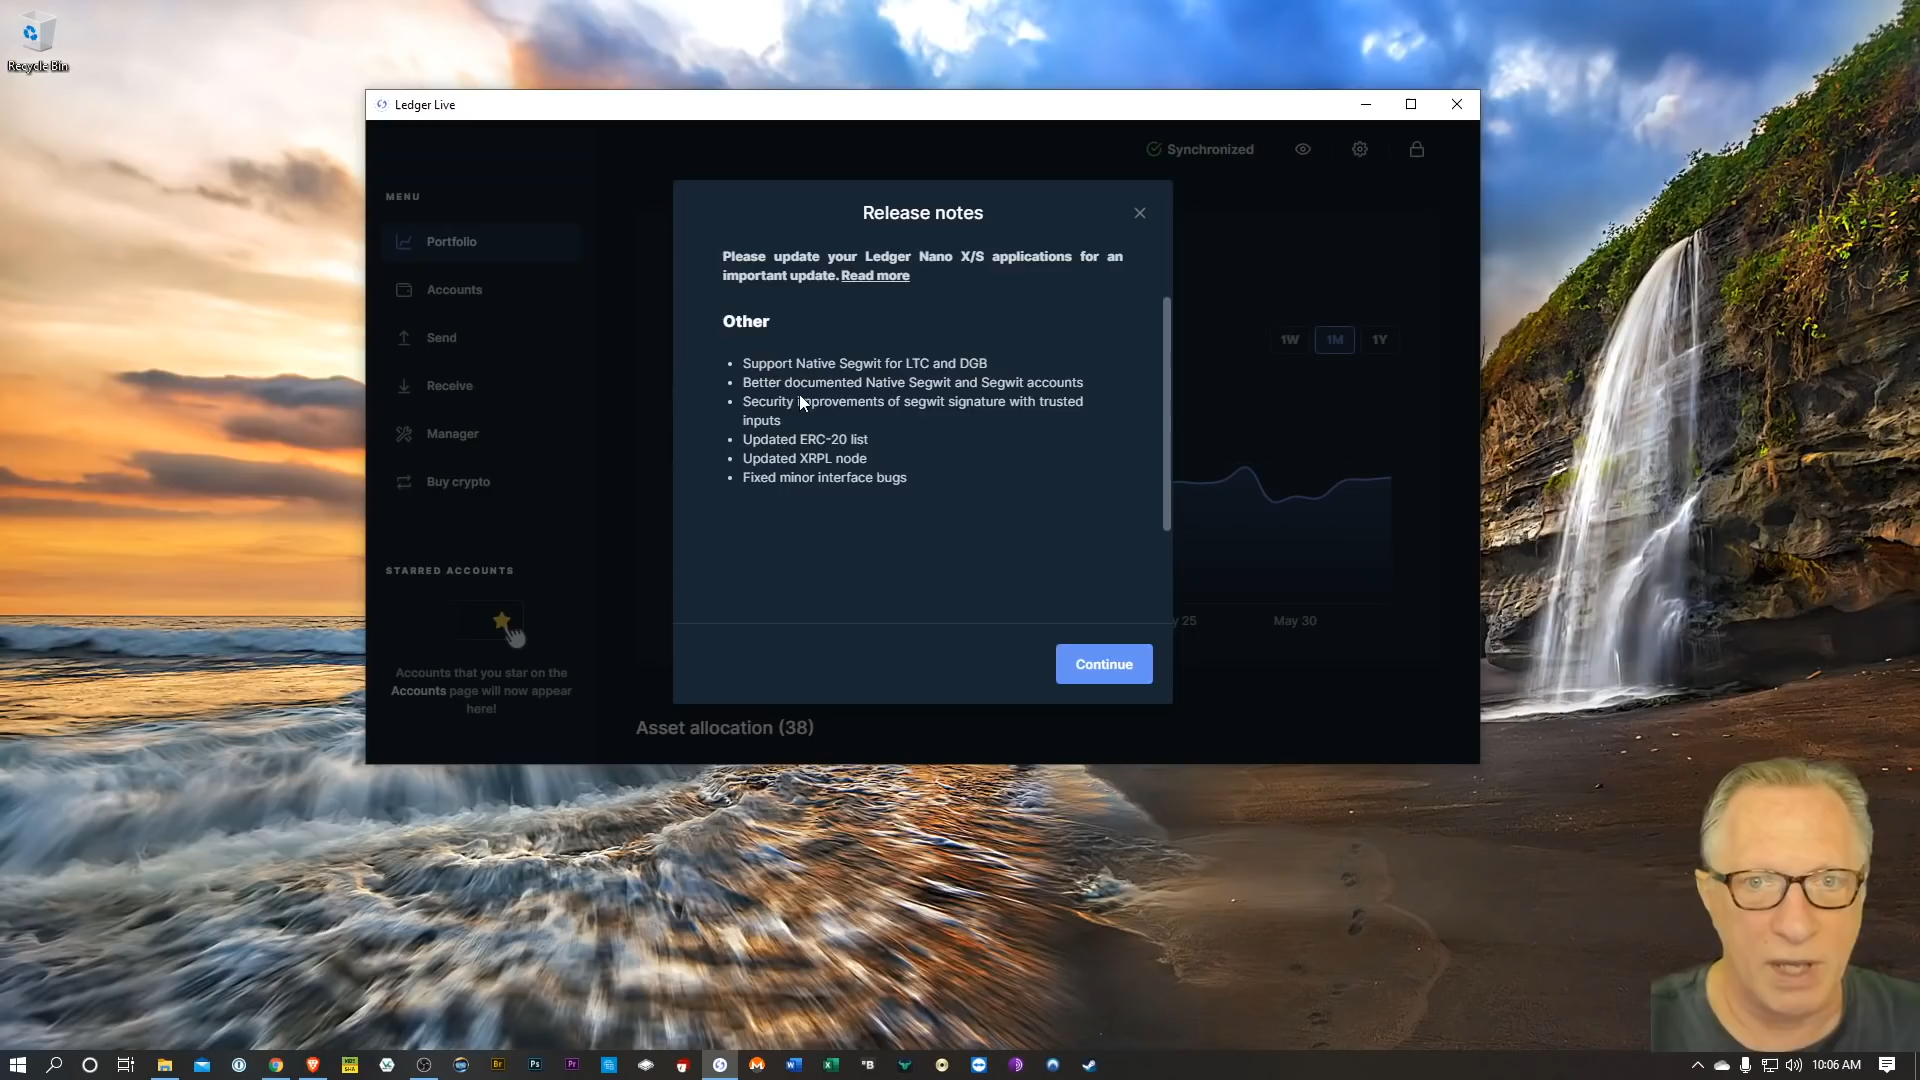 Recycle Bin
Ledger Live
Synchronized
MENU
Portfolio
Accounts
Send
Receive
Manager
Buy crypto
STARRED ACCOUNTS
Accounts that you star on the
Accounts page will now appear
here!
Release notes
Please update your Ledger Nano X/S applications for an
important update. Read more
Other
• Support Native Segwit for LTC and DGB
• Better documented Native Segwit and Segwit accounts
• Security improvements of segwit signature with trusted
inputs
• Updated ERC-20 list
• Updated XRPL node
• Fixed minor interface bugs
Continue
1W 1M 1Y
y 25 May 30
Asset allocation (38)
Br Ps Pr
10:06 AM